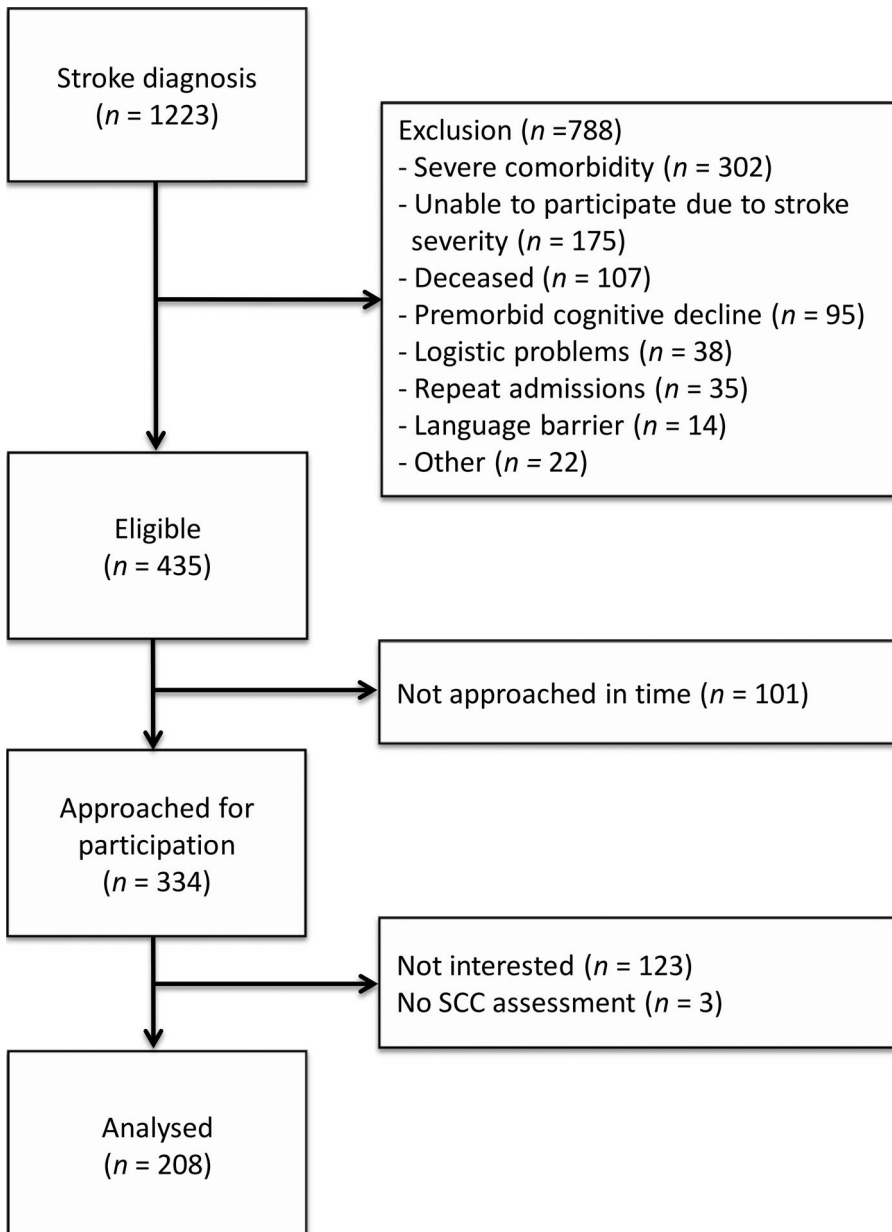 Stroke diagnosis
(n = 1223)
Exclusion (n =788)
- Severe comorbidity (n = 302)
- Unable to participate due to stroke
severity (n = 175)
- Deceased (n = 107)
- Premorbid cognitive decline (n = 95)
- Logistic problems (n = 38)
- Repeat admissions (n = 35)
- Language barrier (n = 14)
- Other (n = 22)
Eligible
(n = 435)
Not approached in time (n = 101)
Approached for
participation
(n = 334)
Not interested (n = 123)
No SCC assessment (n = 3)
Analysed
(n = 208)